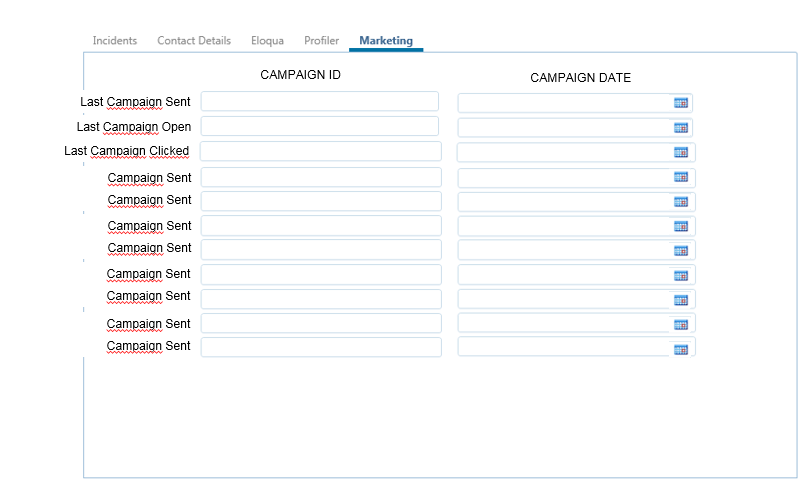 Incidents Contact Details Eloqua Profiler Marketing
CAMPAIGN ID CAMPAIGN DATE
Last Campaign Sent
Last Campaign Open
Last Campaign Clicked
Campaign Sent
Campaign Sent
Campaign Sent
Campaign Sent
Campaign Sent
Campaign Sent
Campaign Sent
Campaign Sent